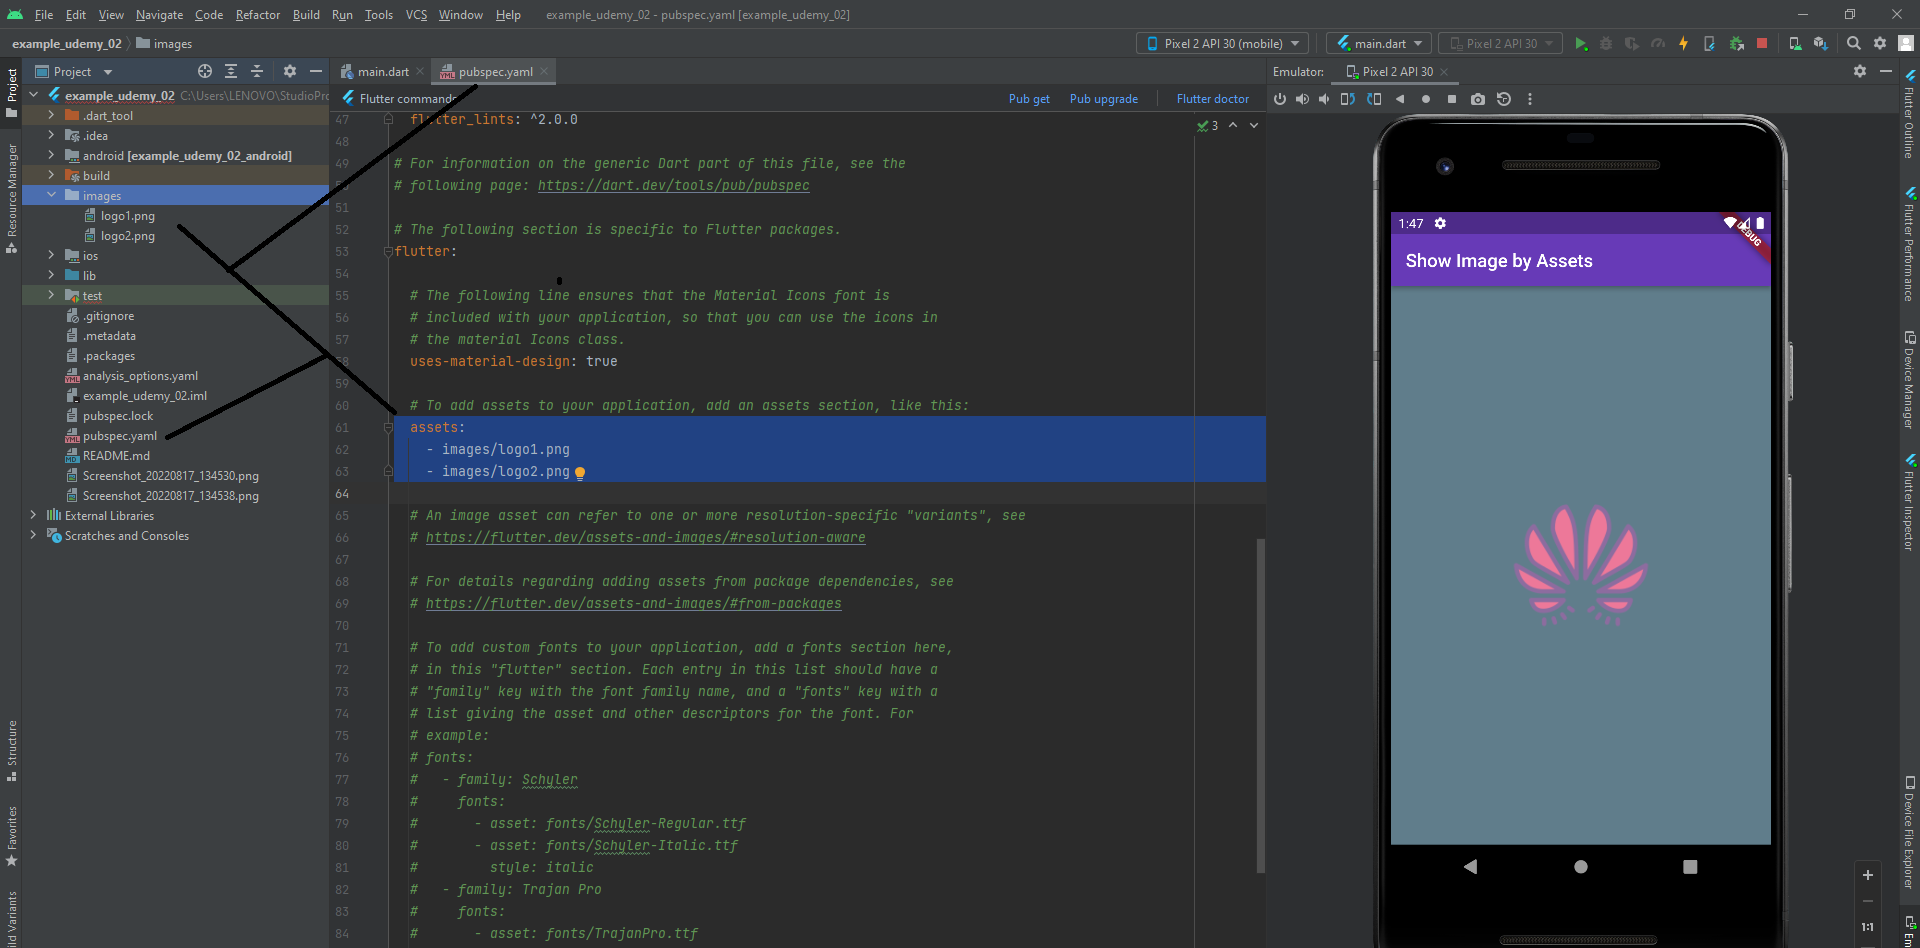 File Edit View Navigate Code Refactor Build Run Tools VCS Window Help example_udemy_02 - pubspec.yaml [example_udemy_02]
example_udemy_02 images Pixel 2 API 30 (mobile) main.dart Pixel 2 API 30
Project
Resource Manager
Structure
Favorites
Project
example_udemy_02 C:\Users\LENOVO\StudioPro
.dart_tool
.idea
android [example_udemy_02_android]
build
images
logo1.png
logo2.png
ios
lib
test
.gitignore
.metadata
.packages
analysis_options.yaml
example_udemy_02.iml
pubspec.lock
pubspec.yaml
README.md
Screenshot_20220817_134530.png
Screenshot_20220817_134538.png
External Libraries
Scratches and Consoles
main.dart pubspec.yaml
Flutter commands Pub get Pub upgrade Flutter doctor
3
47 flutter_lints: ^2.0.0
48
49 # For information on the generic Dart part of this file, see the
# following page: https://dart.dev/tools/pub/pubspec
51
52 # The following section is specific to Flutter packages.
53 flutter:
54
55 # The following line ensures that the Material Icons font is
56 # included with your application, so that you can use the icons in
57 # the material Icons class.
58 uses-material-design: true
59
60 # To add assets to your application, add an assets section, like this:
61 assets:
62 - images/logo1.png
63 - images/logo2.png
64
65 # An image asset can refer to one or more resolution-specific "variants", see
66 # https://flutter.dev/assets-and-images/#resolution-aware
67
68 # For details regarding adding assets from package dependencies, see
69 # https://flutter.dev/assets-and-images/#from-packages
70
71 # To add custom fonts to your application, add a fonts section here,
72 # in this "flutter" section. Each entry in this list should have a
73 # "family" key with the font family name, and a "fonts" key with a
74 # list giving the asset and other descriptors for the font. For
75 # example:
76 # fonts:
77 # - family: Schyler
78 # fonts:
79 # - asset: fonts/Schyler-Regular.ttf
80 # - asset: fonts/Schyler-Italic.ttf
81 # style: italic
82 # - family: Trajan Pro
83 # fonts:
84 # - asset: fonts/TrajanPro.ttf
Emulator: Pixel 2 API 30
1:47
DEBUG
Show Image by Assets
1:1
Flutter Outline
Flutter Performance
Device Manager
Flutter Inspector
Device File Explorer